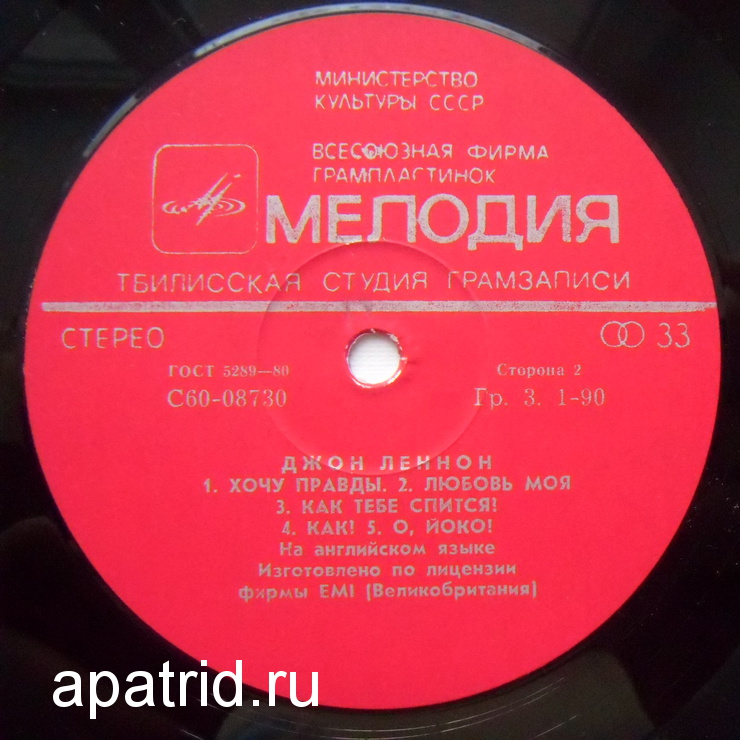 МИНИСТЕРСТВО
КУЛЬТУРЫ СССР
ВСЕСОЮЗНАЯ ФИРМА
ГРАМПЛАСТИНОК
МЕЛОДИЯ
ТБИЛИССКАЯ СТУДИЯ ГРАМЗАПИСИ
СТЕРЕО 33
ГОСТ 5289—80 Сторона 2
С60-08730 Гр. 3. 1-90
ДЖОН ЛЕННОН
1. ХОЧУ ПРАВДЫ. 2. ЛЮБОВЬ МОЯ
3. КАК ТЕБЕ СПИТСЯ!
4. КАК! 5. О, ЙОКО!
На английском языке
Изготовлено по лицензии
фирмы EMI (Великобритания)
apatrid.ru